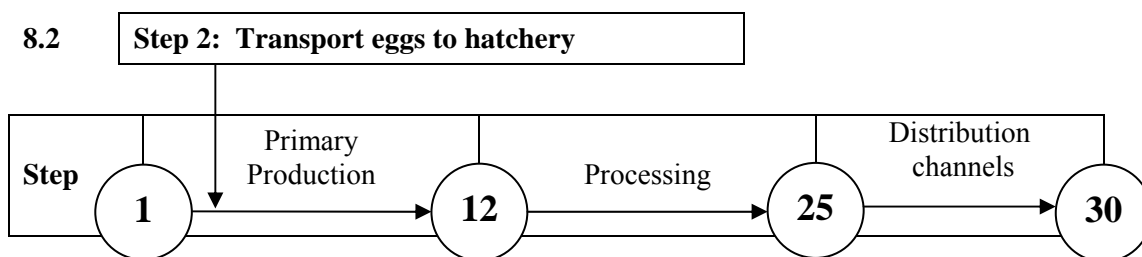 8.2 Step 2: Transport eggs to hatchery
Distribution
channels
Primary
Production
Processing
Step
1
12
25
30